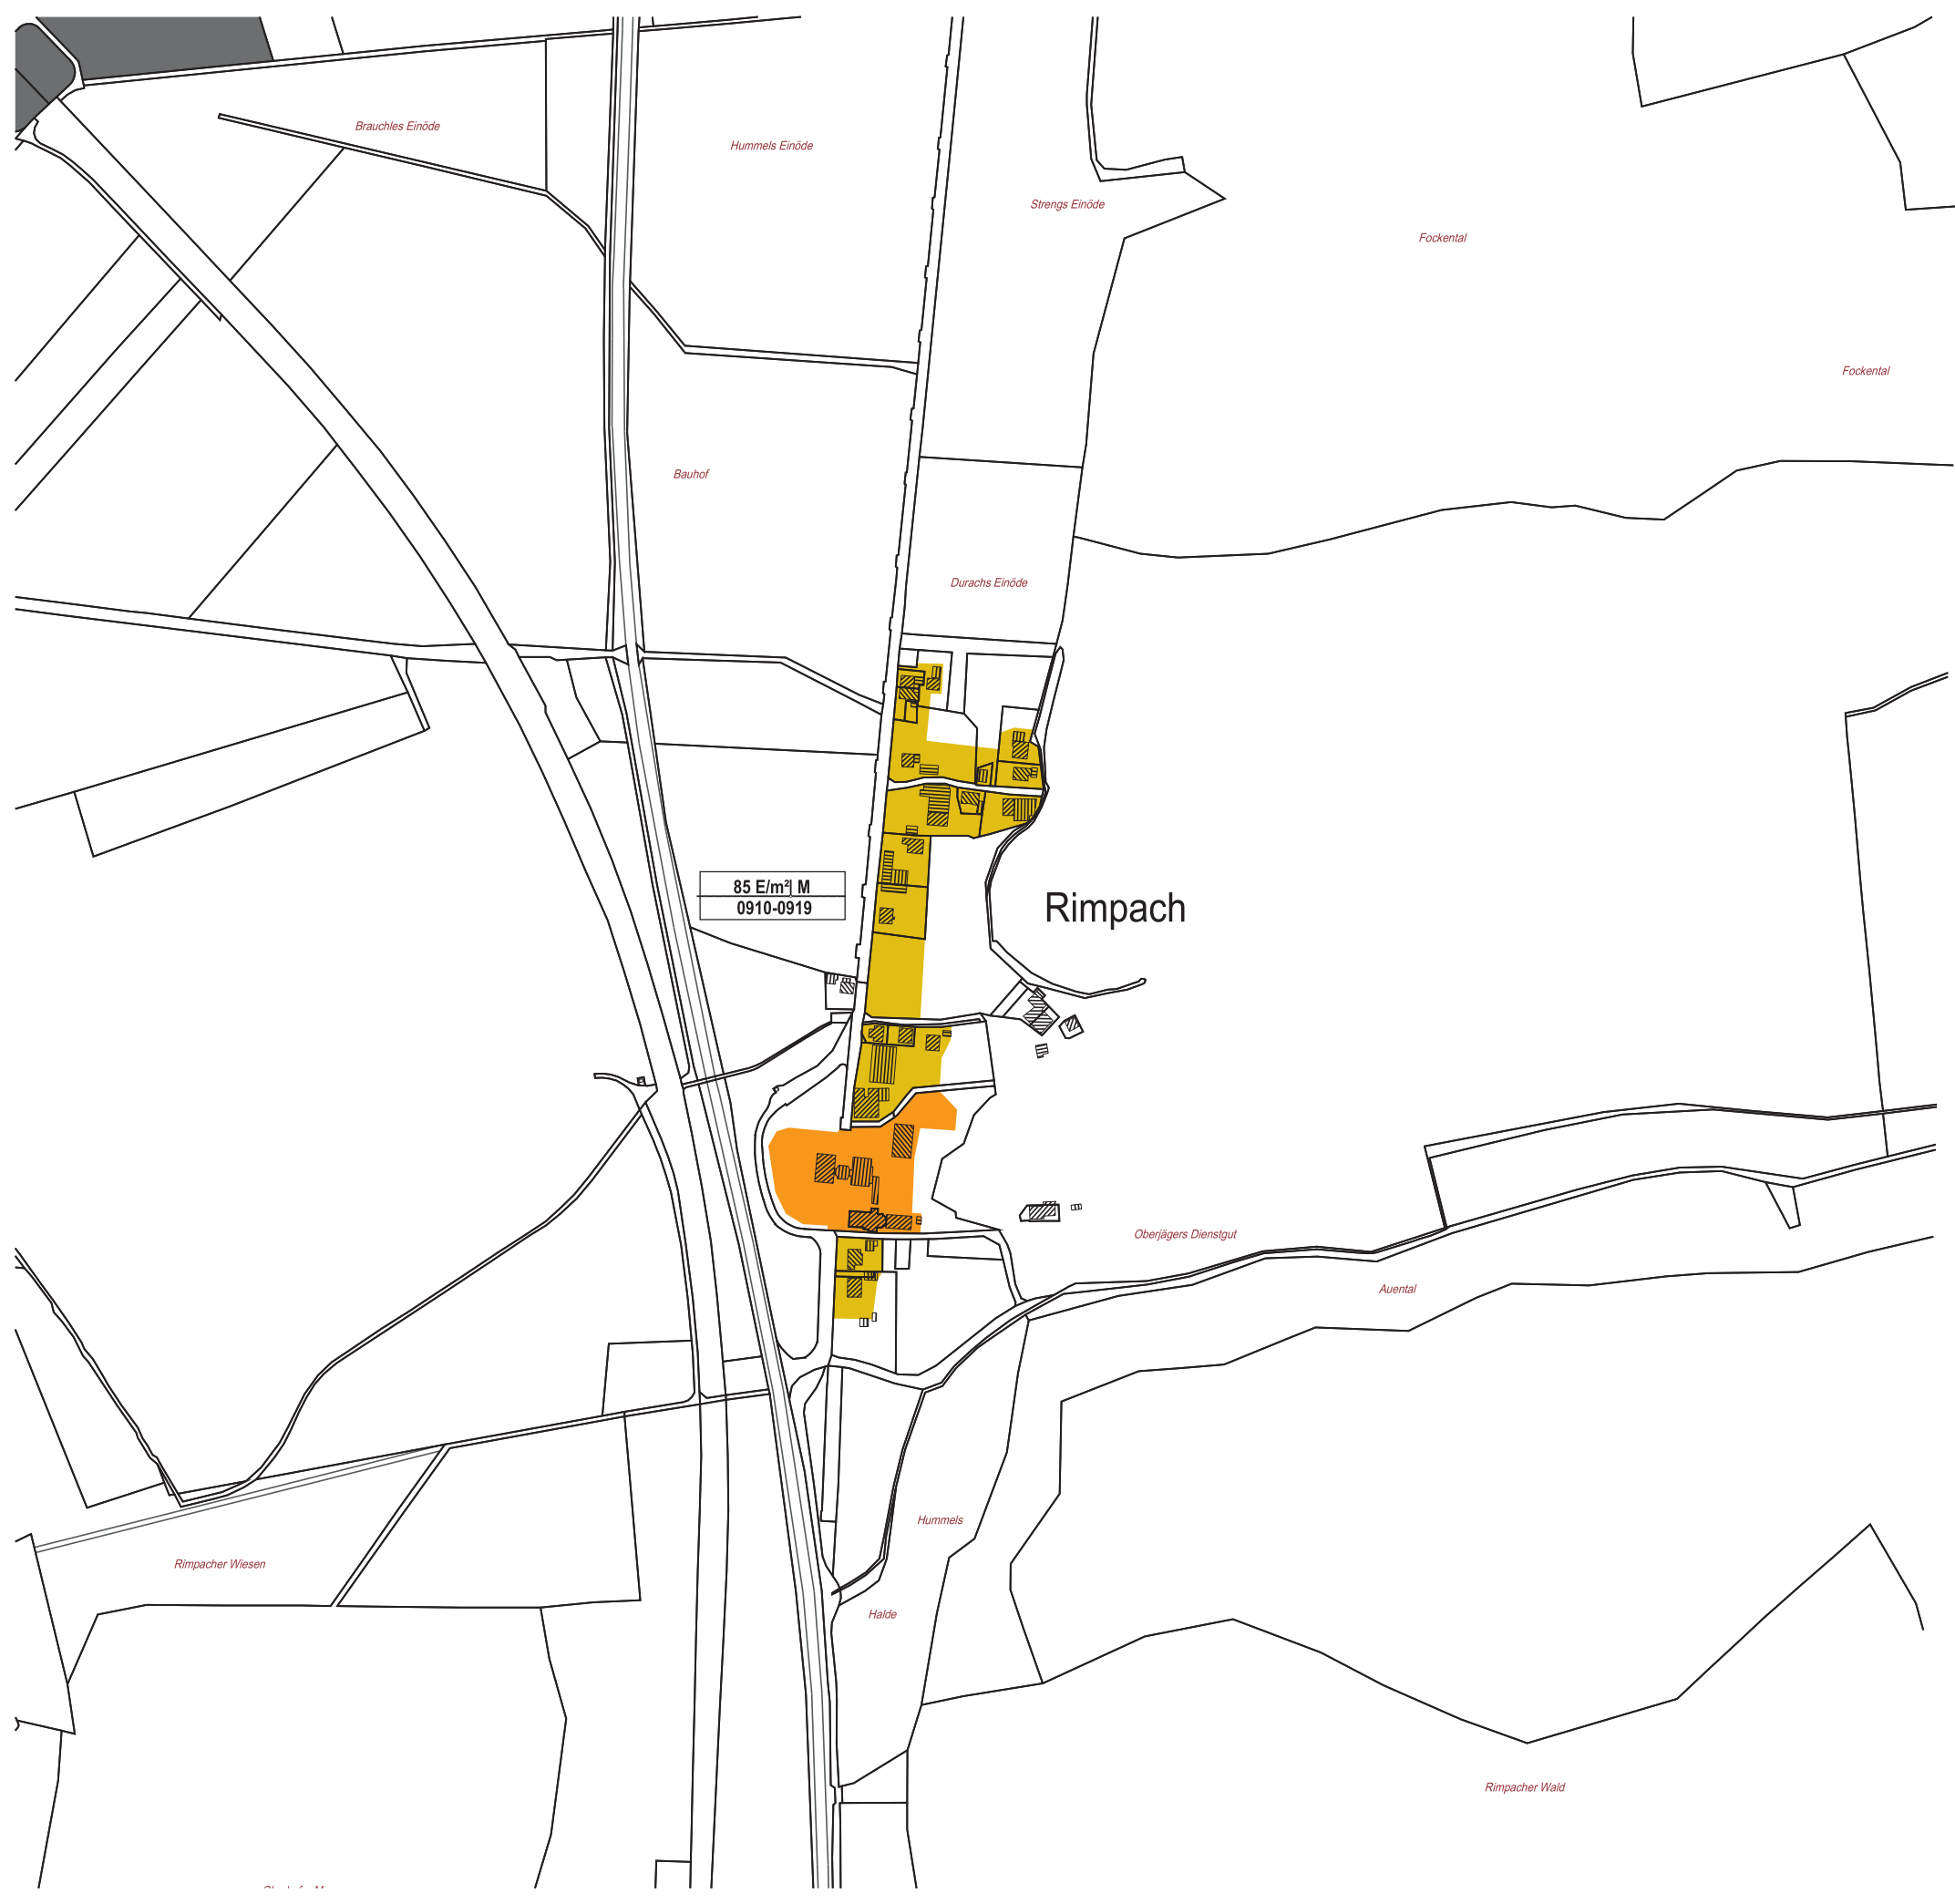 Brauchles Einöde
Hummels Einöde
Strengs Einöde
Fockental
Fockental
Bauhof
Durachs Einöde
85 E/m²| M
0910-0919
Rimpach
Oberjägers Dienstgut
Auental
Hummels
Rimpacher Wiesen
Halde
Rimpacher Wald